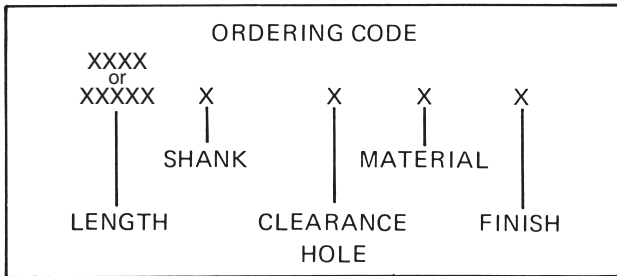 ORDERING CODE
XXXX
or
XXXXX X X X X
SHANK MATERIAL
LENGTH CLEARANCE FINISH
HOLE